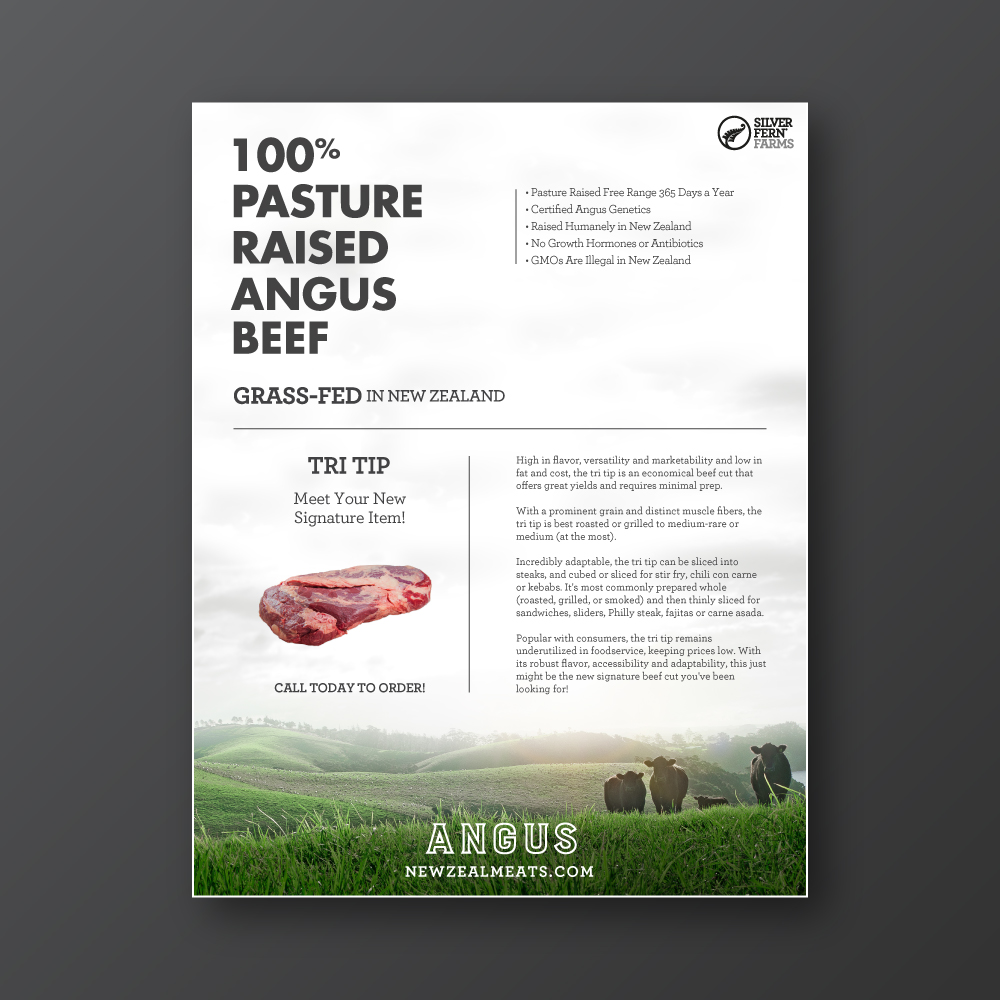 100%
PASTURE
RAISED
ANGUS
BEEF
SILVER
FERN
FARMS
• Pasture Raised Free Range 365 Days a Year
• Certified Angus Genetics
• Raised Humanely in New Zealand
• No Growth Hormones or Antibiotics
• GMOs Are Illegal in New Zealand
GRASS-FED IN NEW ZEALAND
TRI TIP
Meet Your New
Signature Item!
CALL TODAY TO ORDER!
High in flavor, versatility and marketability and low in
fat and cost, the tri tip is an economical beef cut that
offers great yields and requires minimal prep.
With a prominent grain and distinct muscle fibers, the
tri tip is best roasted or grilled to medium-rare or
medium (at the most).
Incredibly adaptable, the tri tip can be sliced into
steaks, and cubed or sliced for stir fry, chili con carne
or kebabs. It's most commonly prepared whole
(roasted, grilled, or smoked) and then thinly sliced for
sandwiches, sliders, Philly steak, fajitas or carne asada.
Popular with consumers, the tri tip remains
underutilized in foodservice, keeping prices low. With
its robust flavor, accessibility and adaptability, this just
might be the new signature beef cut you've been
looking for!
ANGUS
NEWZEALMEATS.COM